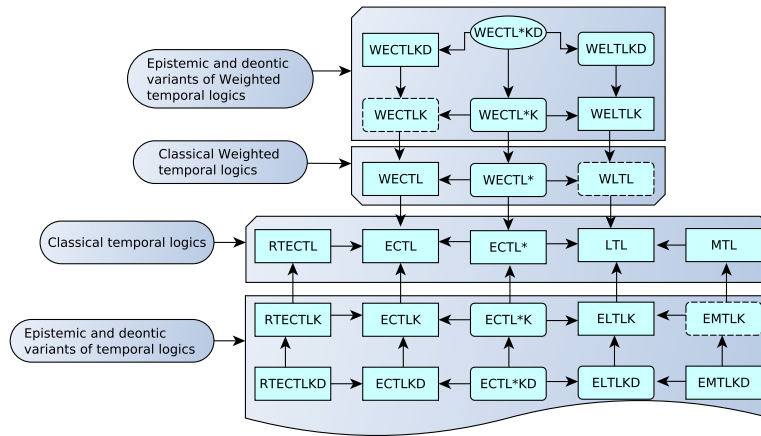 WECTL*KD
WECTLKD
WELTLKD
Epistemic and deontic
variants of Weighted
temporal logics
WECTLK
WECTL*K
WELTLK
Classical Weighted
temporal logics
WECTL
WECTL*
WLTL
Classical temporal logics
RTECTL
ECTL
ECTL*
LTL
MTL
RTECTLK
ECTLK
ECTL*K
ELTLK
EMTLK
Epistemic and deontic
variants of temporal logics
RTECTLKD
ECTLKD
ECTL*KD
ELTLKD
EMTLKD